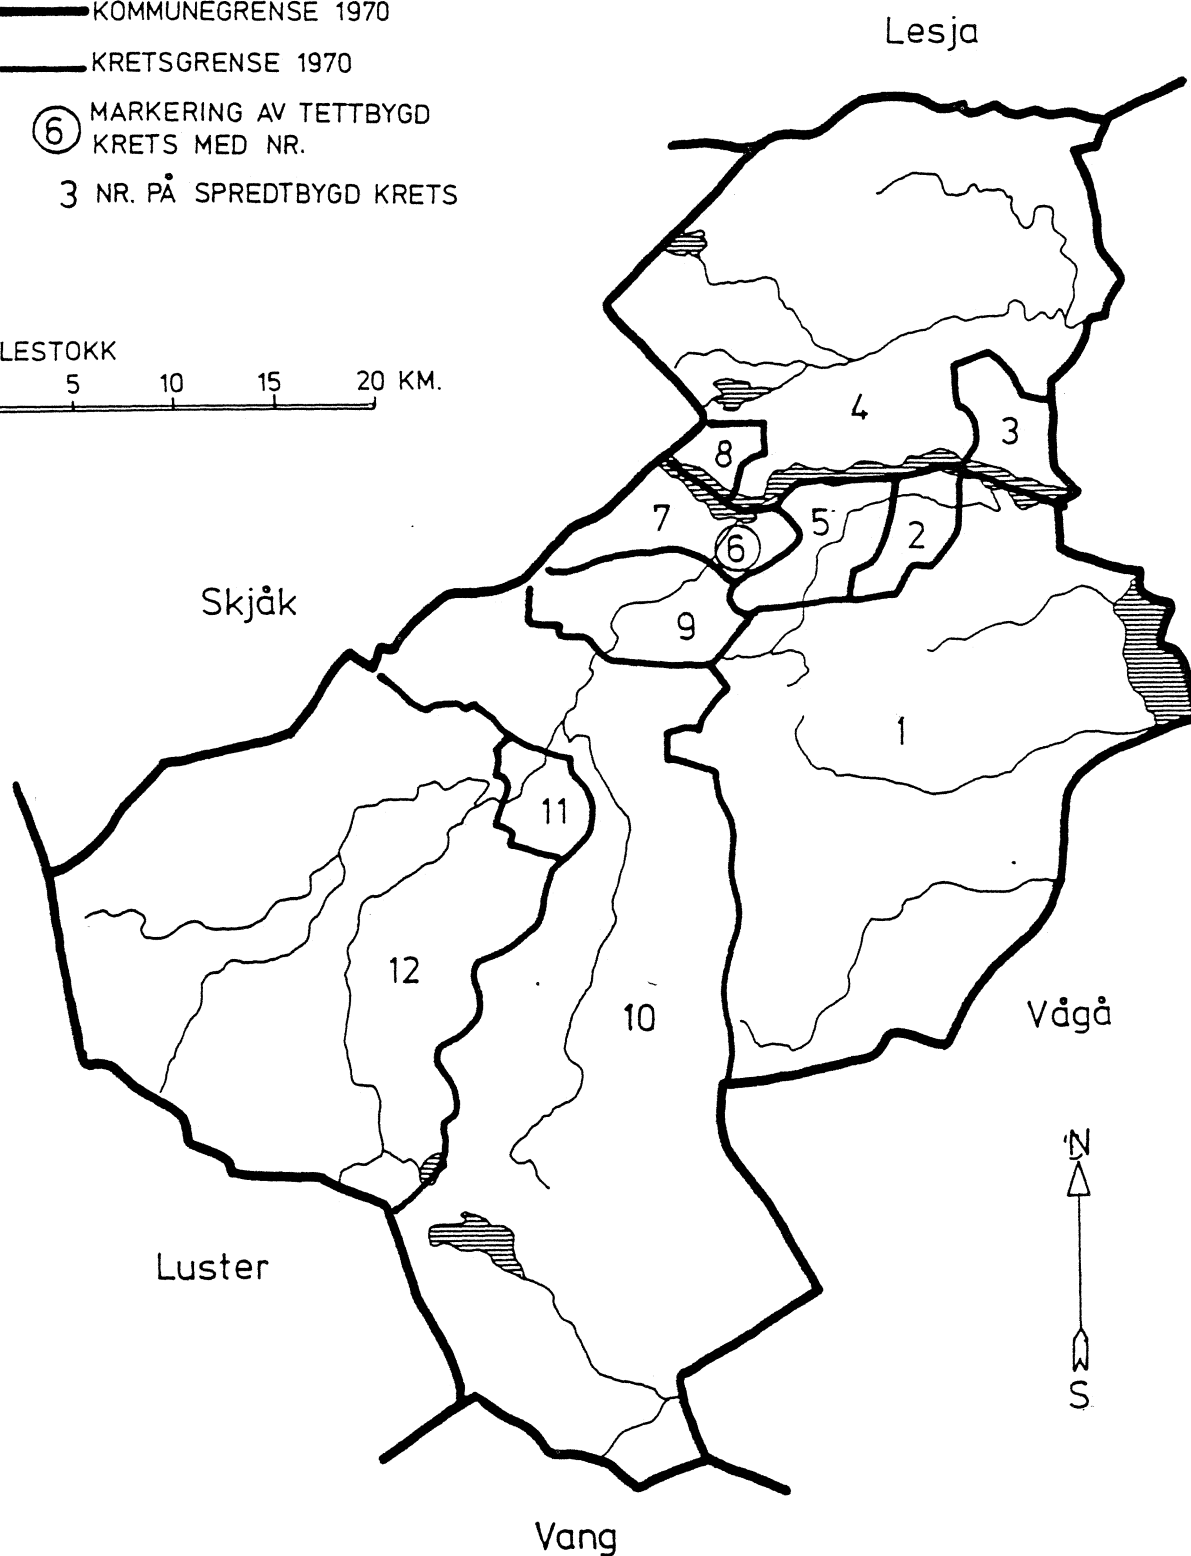 KOMMUNEGRENSE 1970
KRETSGRENSE 1970
6 MARKERING AV TETTBYGD
KRETS MED NR.
3 NR. PÅ SPREDTBYGD KRETS
LESTOKK
5 10 15 20 KM.
Lesja
4
3
8
7
5
2
6
Skjåk
9
1
11
12
10
Vågå
N
Luster
S
Vang